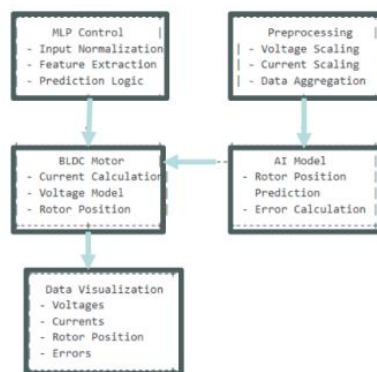 MLP Control
- Input Normalization
- Feature Extraction
- Prediction Logic
Preprocessing
- Voltage Scaling
- Current Scaling
- Data Aggregation
BLDC Motor
- Current Calculation
- Voltage Model
- Rotor Position
AI Model
- Rotor Position
Prediction
- Error Calculation
Data Visualization
- Voltages
- Currents
- Rotor Position
- Errors